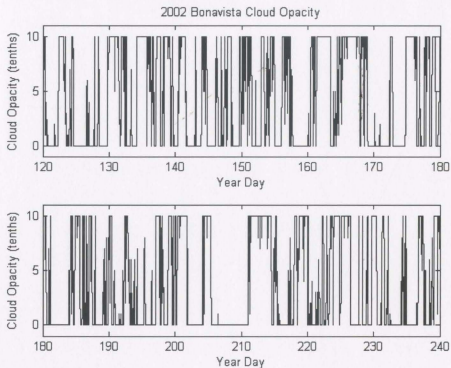 2002 Bonavista Cloud Opacity
Cloud Opacity (tenths)
10
5
0
120 130 140 150 160 170 180
Year Day
Cloud Opacity (tenths)
10
5
0
180 190 200 210 220 230 240
Year Day